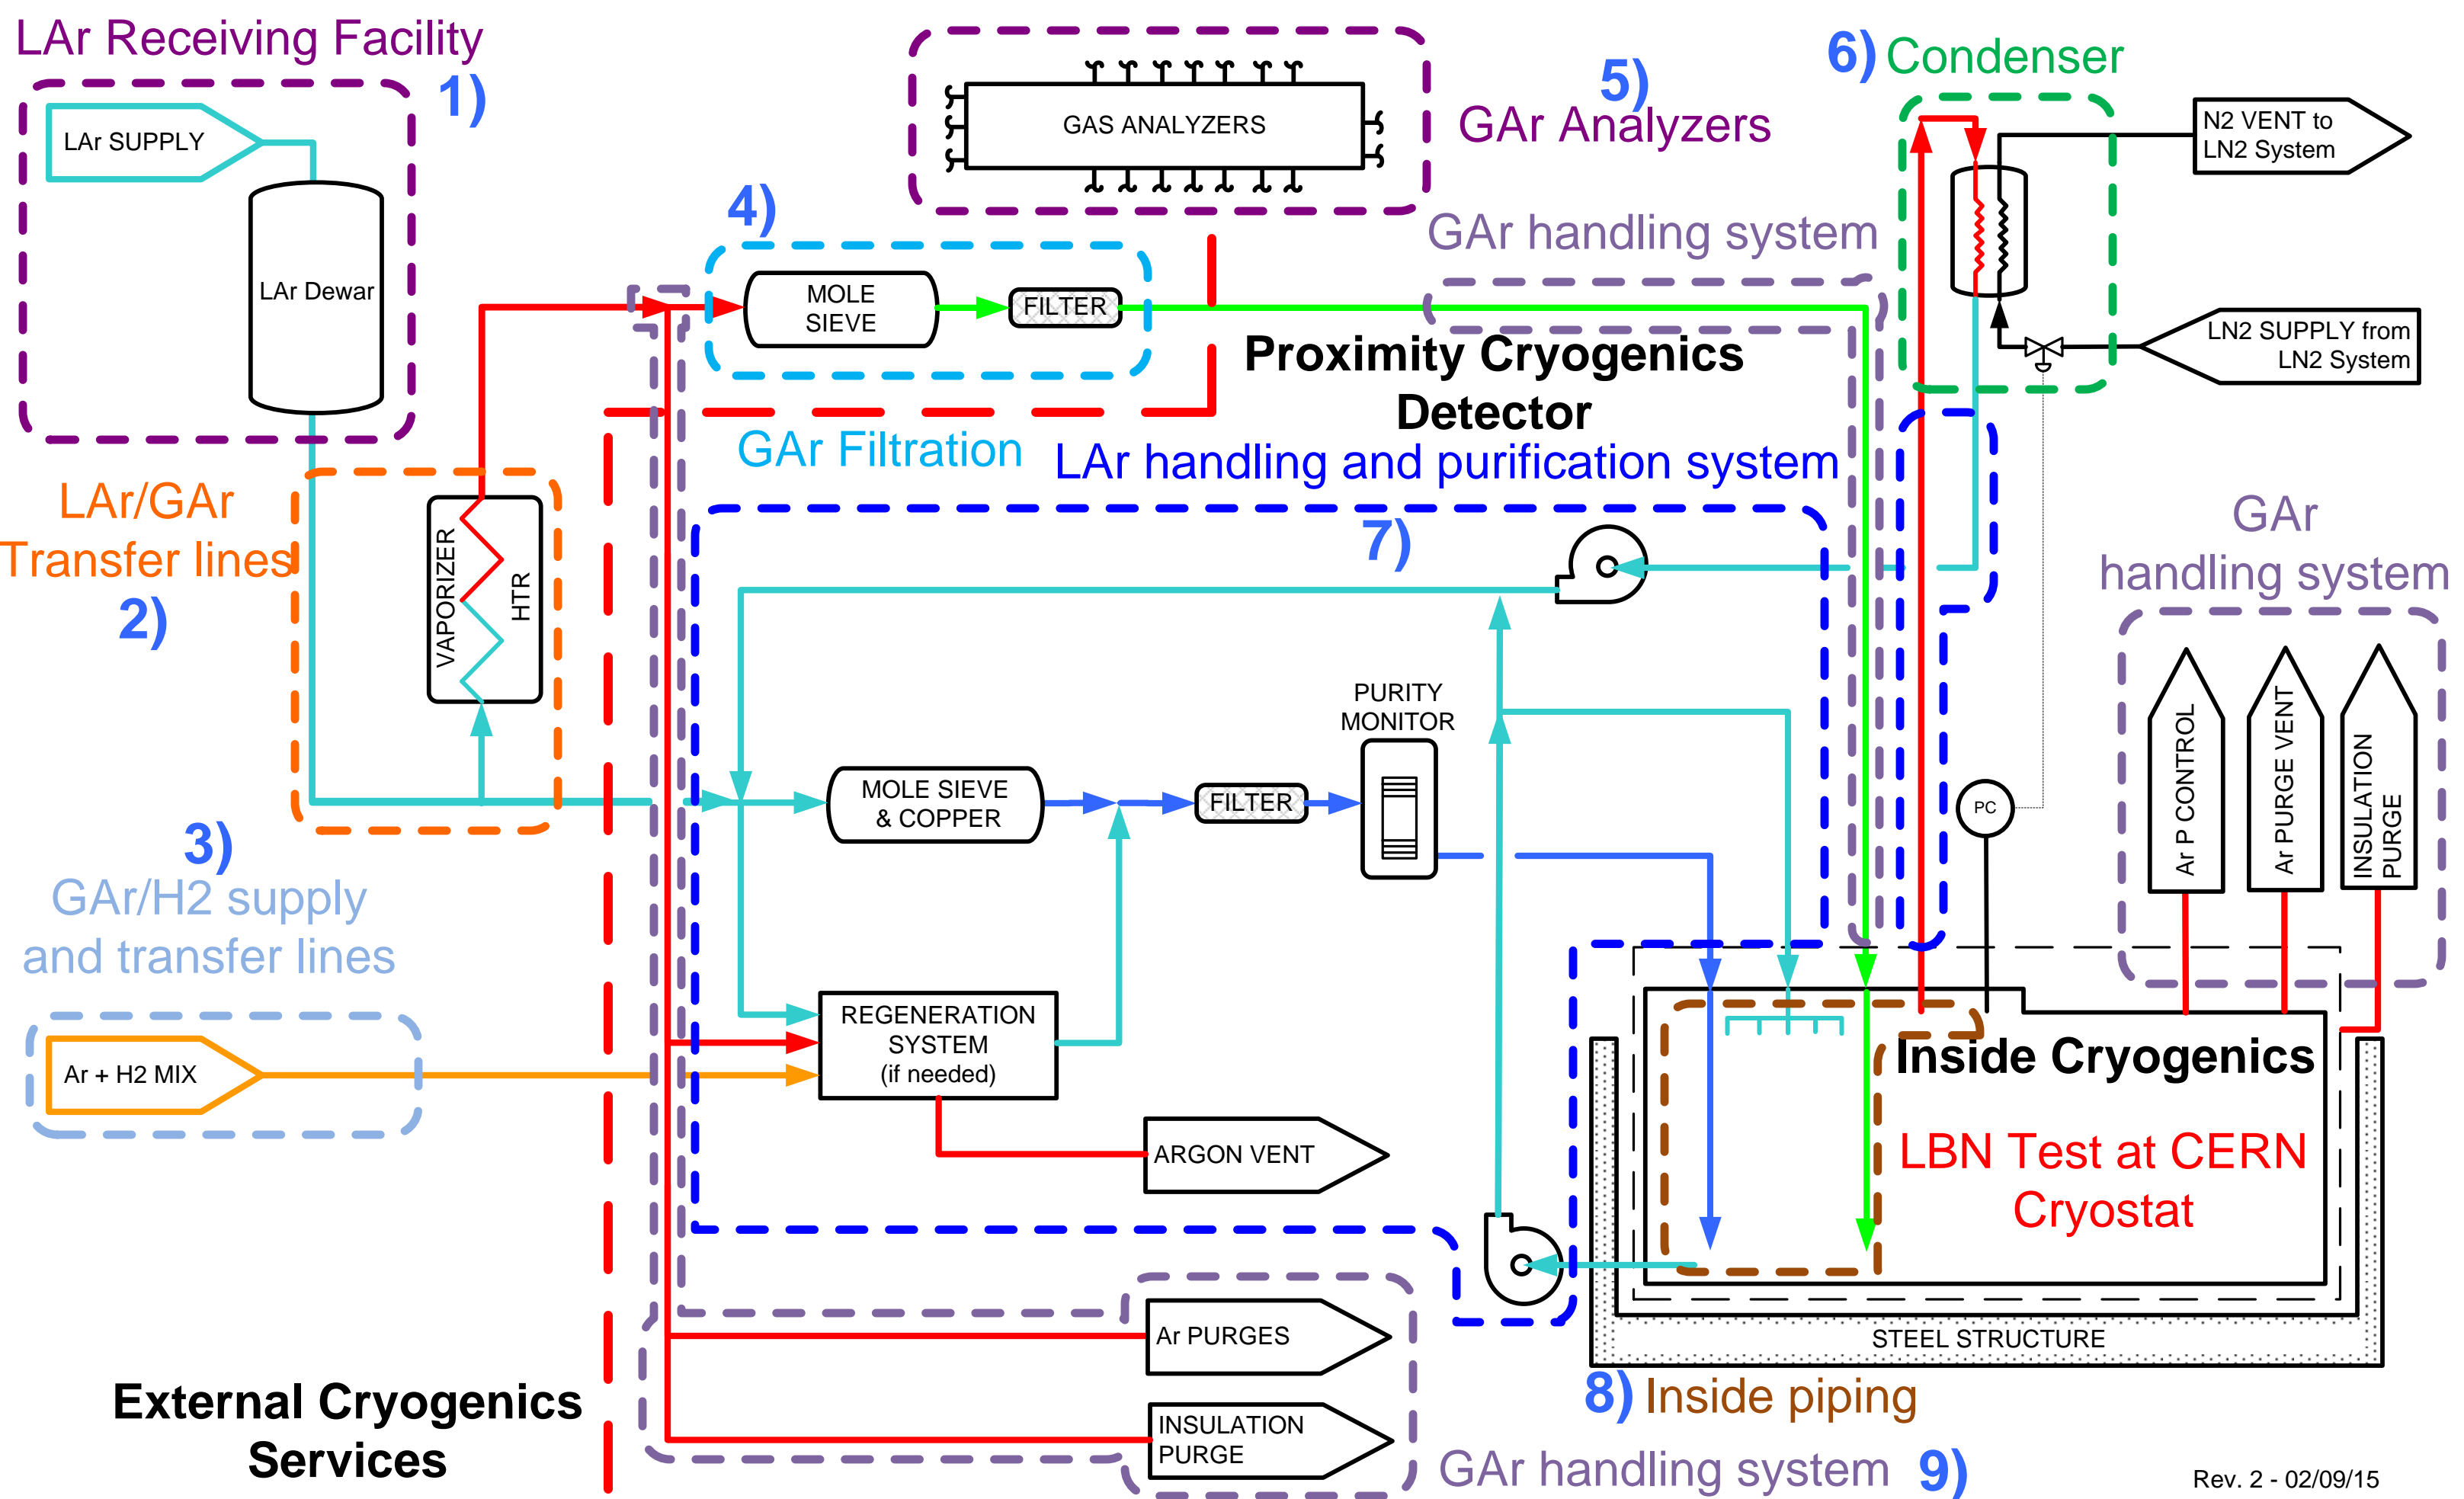 LAr Receiving Facility
1)
LAr SUPPLY
LAr Dewar
GAS ANALYZERS
5)
GAr Analyzers
6) Condenser
N2 VENT to
LN2 System
LN2 SUPPLY from
LN2 System
4)
MOLE
SIEVE
FILTER
GAr Filtration
GAr handling system
Proximity Cryogenics
Detector
LAr handling and purification system
7)
LAr/GAr
Transfer lines
2)
VAPORIZER
HTR
GAr
handling system
Ar P CONTROL
Ar PURGE VENT
INSULATION
PURGE
PC
PURITY
MONITOR
MOLE SIEVE
& COPPER
FILTER
3)
GAr/H2 supply
and transfer lines
Ar + H2 MIX
REGENERATION
SYSTEM
(if needed)
ARGON VENT
Inside Cryogenics
LBN Test at CERN
Cryostat
STEEL STRUCTURE
Ar PURGES
INSULATION
PURGE
8) Inside piping
GAr handling system 9)
External Cryogenics
Services
Rev. 2 - 02/09/15